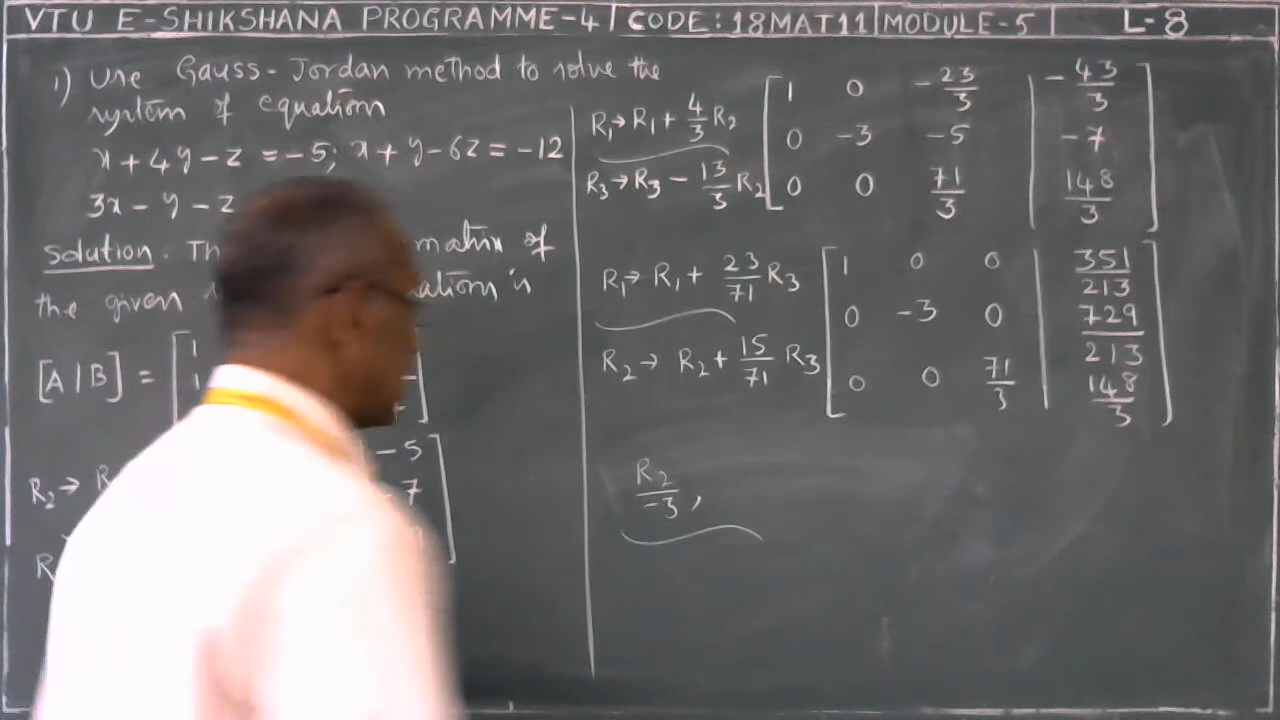 VTU E-SHIKSHANA PROGRAMME-4 | CODE: 18MAT11 | MODULE-5 | L-8
1) Use Gauss-Jordan method to solve the
system of equation
x + 4y - z = -5; x + y - 6z = -12
3x - y - z
Solution: matrix of
the given is
[A | B] = [ 1
1
-5
R2 → -7
R1 → R1 + 4/3 R2
R3 → R3 - 13/3 R2
[ 1 0 -23/3 | -43/3 ]
0 -3 -5 | -7
0 0 71/3 | 148/3
R1 → R1 + 23/71 R3
R2 → R2 + 15/71 R3
[ 1 0 0 | 351/213 ]
0 -3 0 | 729/213
0 0 71/3 | 148/3
R2/-3 ,